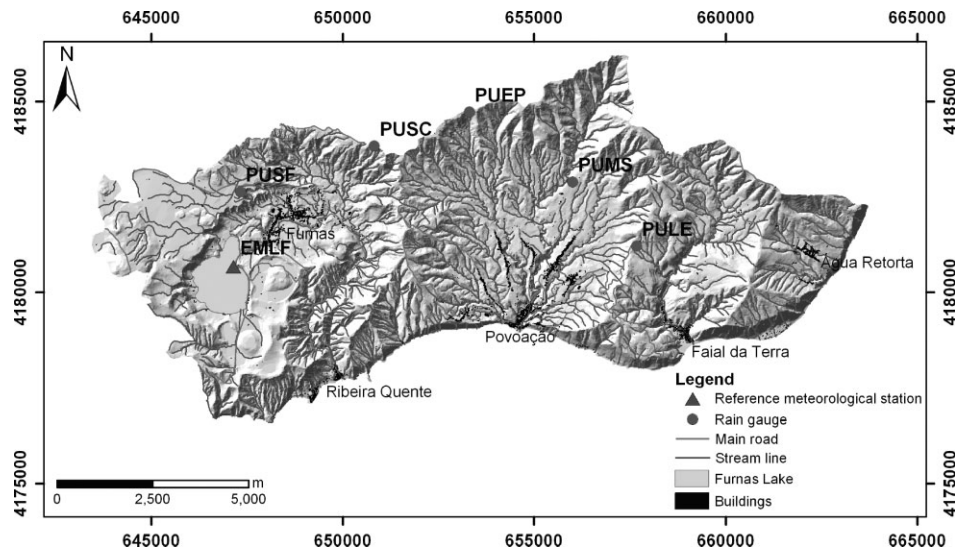 645000 650000 655000 660000 665000
N
4185000
4185000
PUEP
PUSC
PUMS
PUSF
Furnas
PULE
EMLF
Água Retorta
4180000
4180000
Povoação
Faial da Terra
Ribeira Quente
Legend
Reference meteorological station
Rain gauge
Main road
Stream line
Furnas Lake
Buildings
m
0 2,500 5,000
4175000
4175000
645000 650000 655000 660000 665000